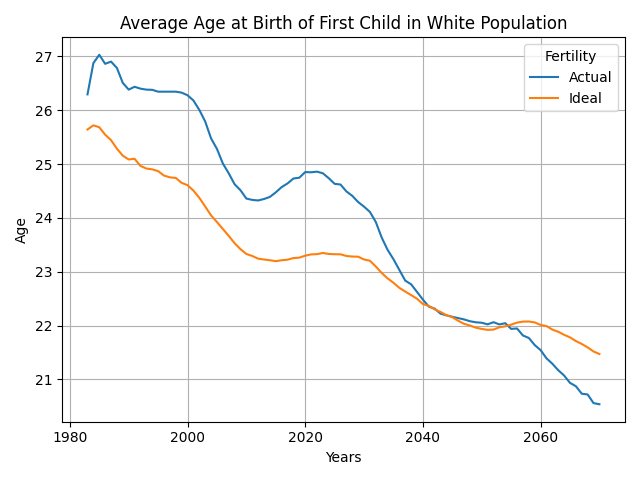 Average Age at Birth of First Child in White Population
Fertility
Actual
Ideal
Age
27
26
25
24
23
22
21
1980
2000
2020
2040
2060
Years